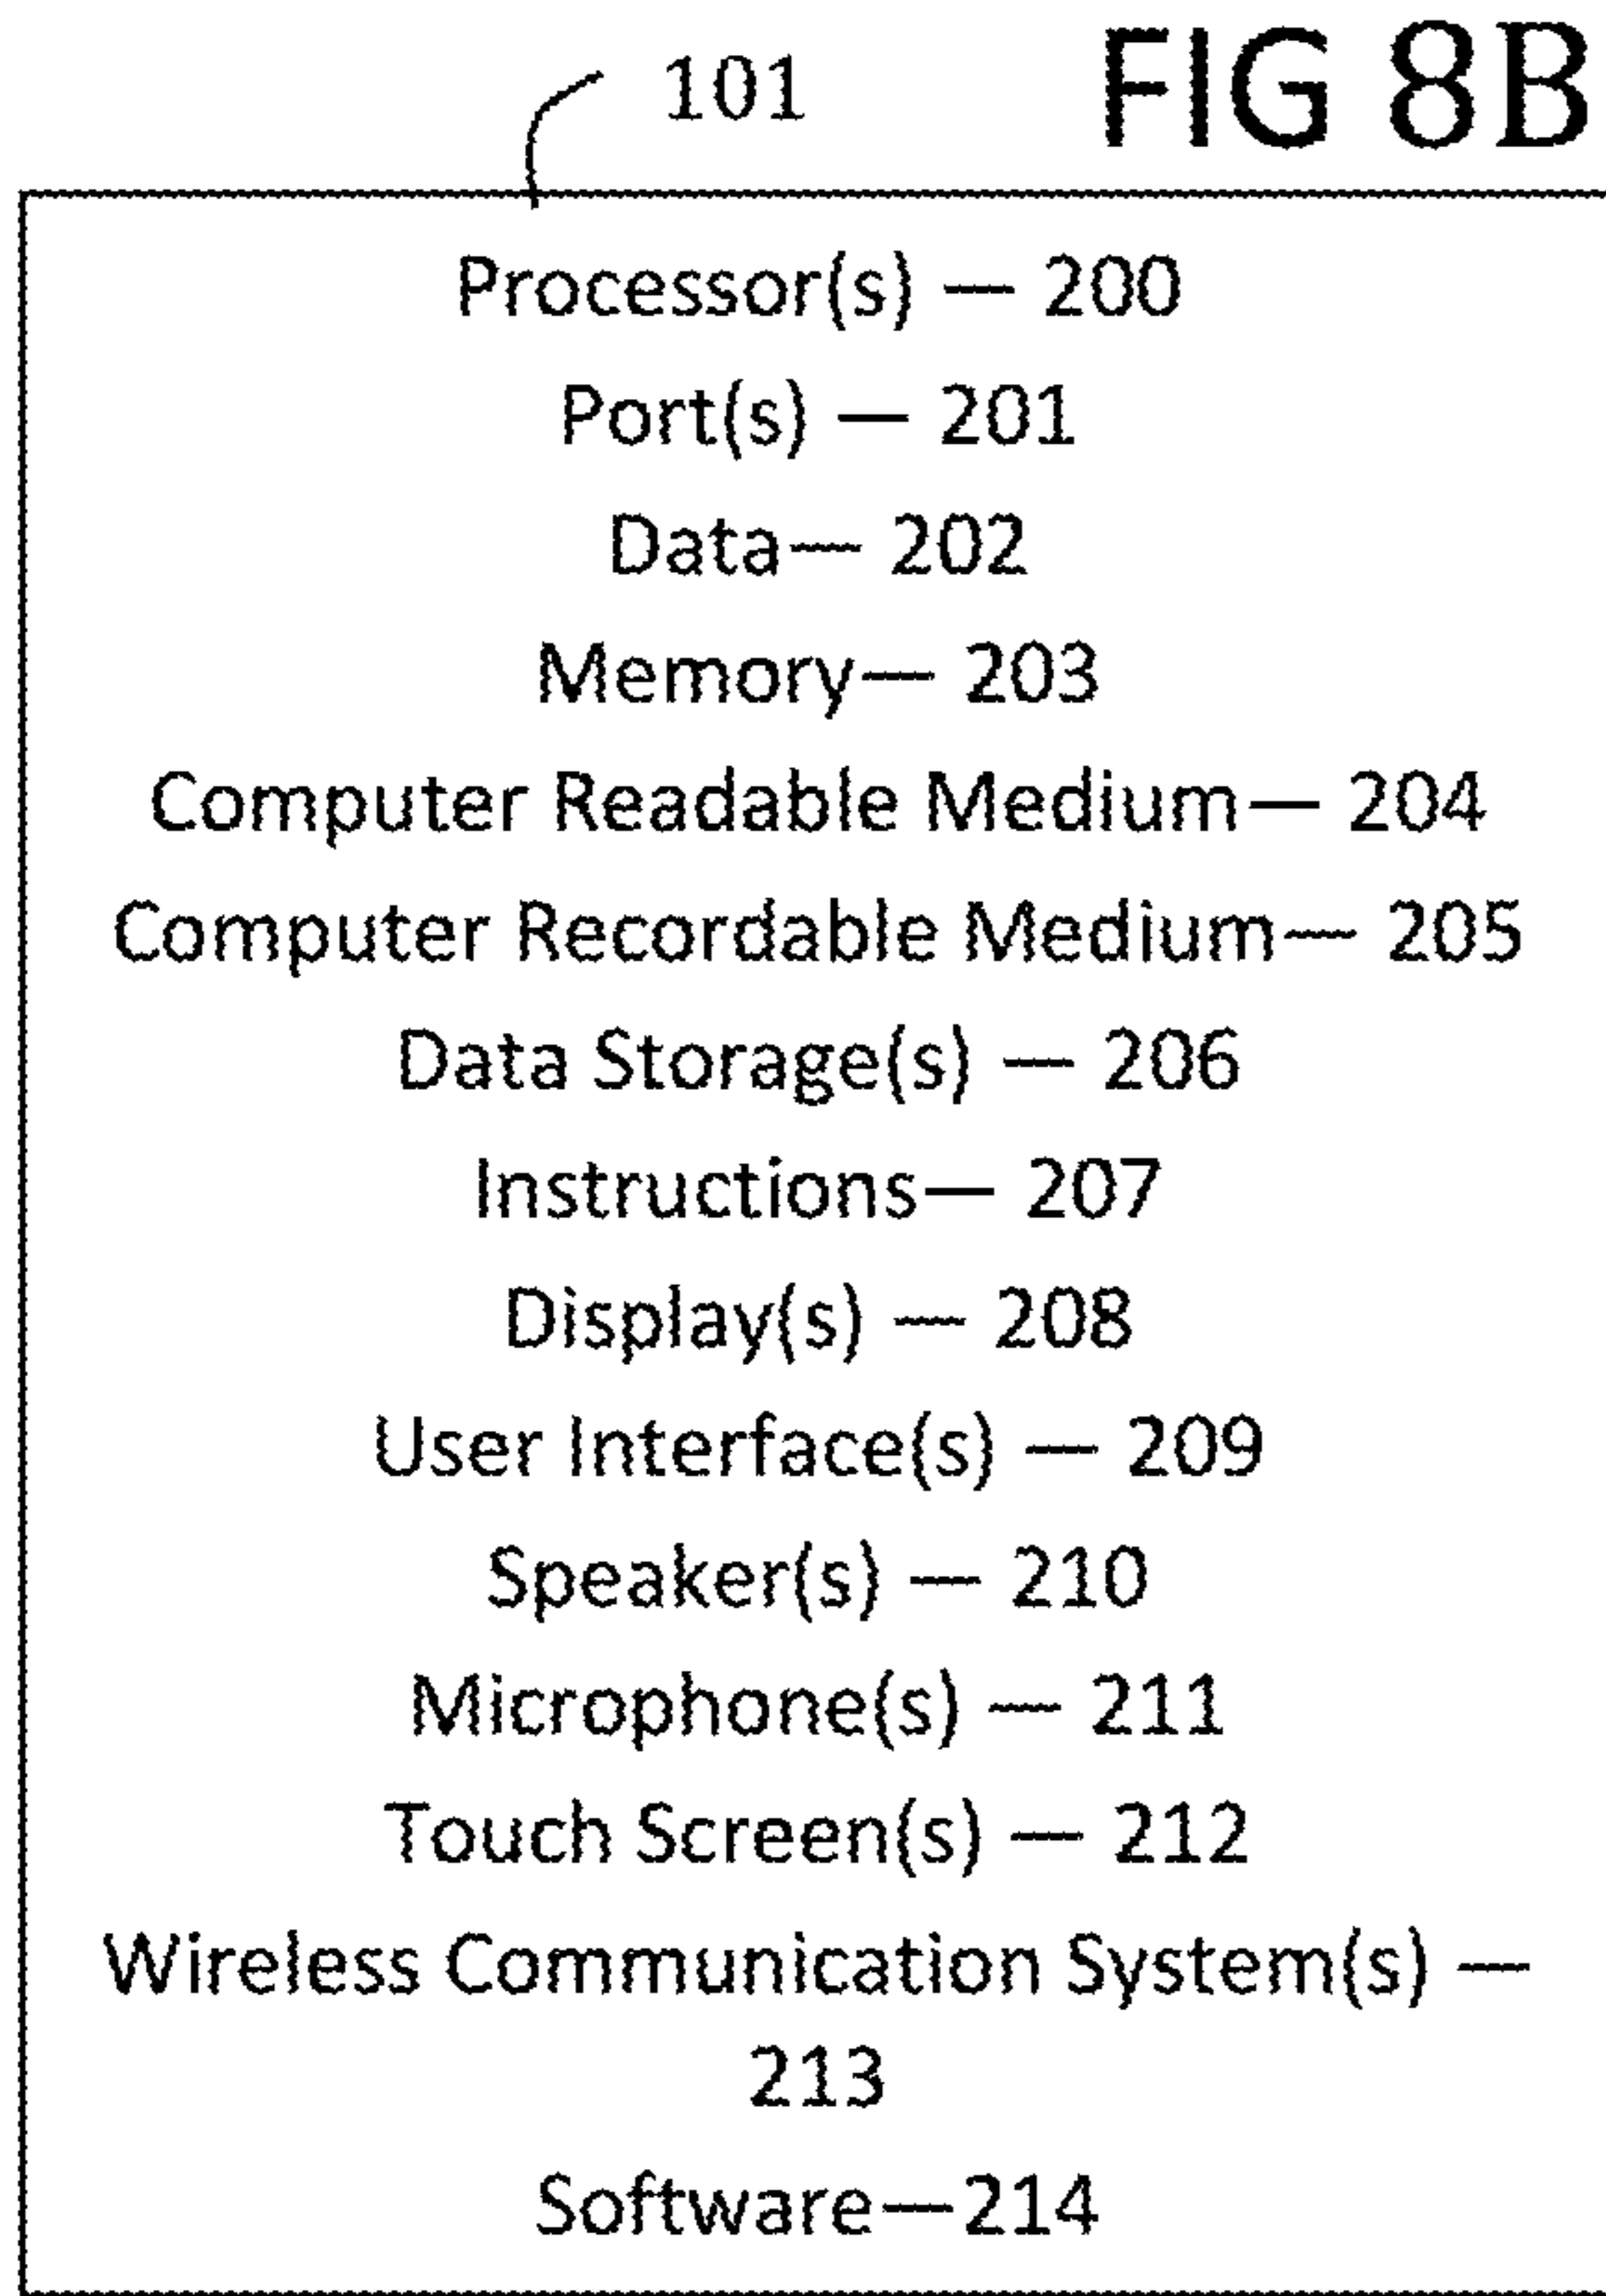 101 FIG 8B
Processor(s) — 200
Port(s) — 201
Data— 202
Memory— 203
Computer Readable Medium— 204
Computer Recordable Medium— 205
Data Storage(s) — 206
Instructions— 207
Display(s) — 208
User Interface(s) — 209
Speaker(s) — 210
Microphone(s) — 211
Touch Screen(s) — 212
Wireless Communication System(s) —
213
Software—214